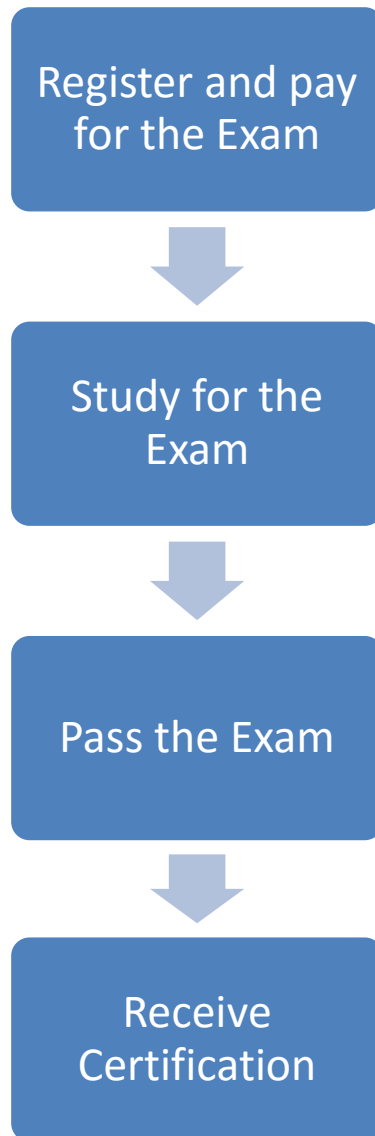 Register and pay
for the Exam
Study for the
Exam
Pass the Exam
Receive
Certification